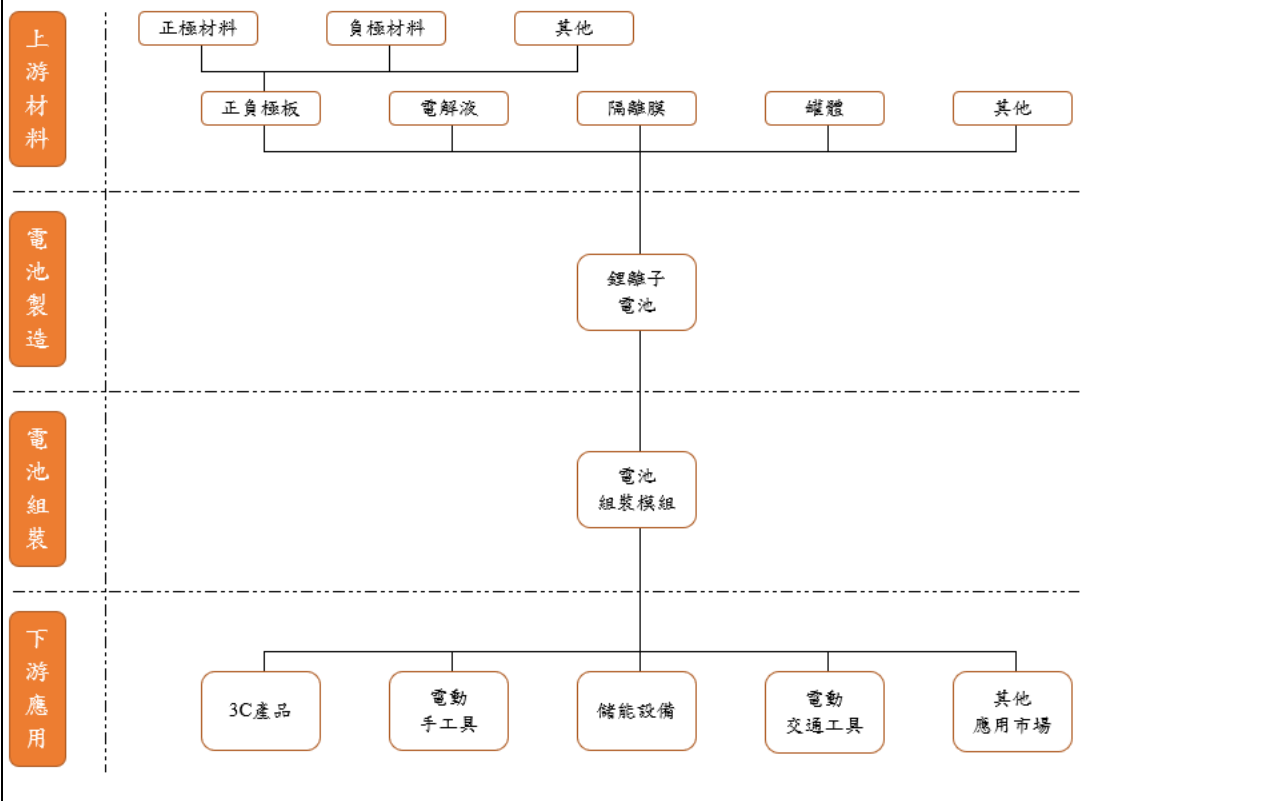 上游材料
正極材料
負極材料
其他
正負極板
電解液
隔離膜
罐體
其他
電池製造
鋰離子
電池
電池組裝
電池
組裝模組
下游應用
3C產品
電動
手工具
儲能設備
電動
交通工具
其他
應用市場